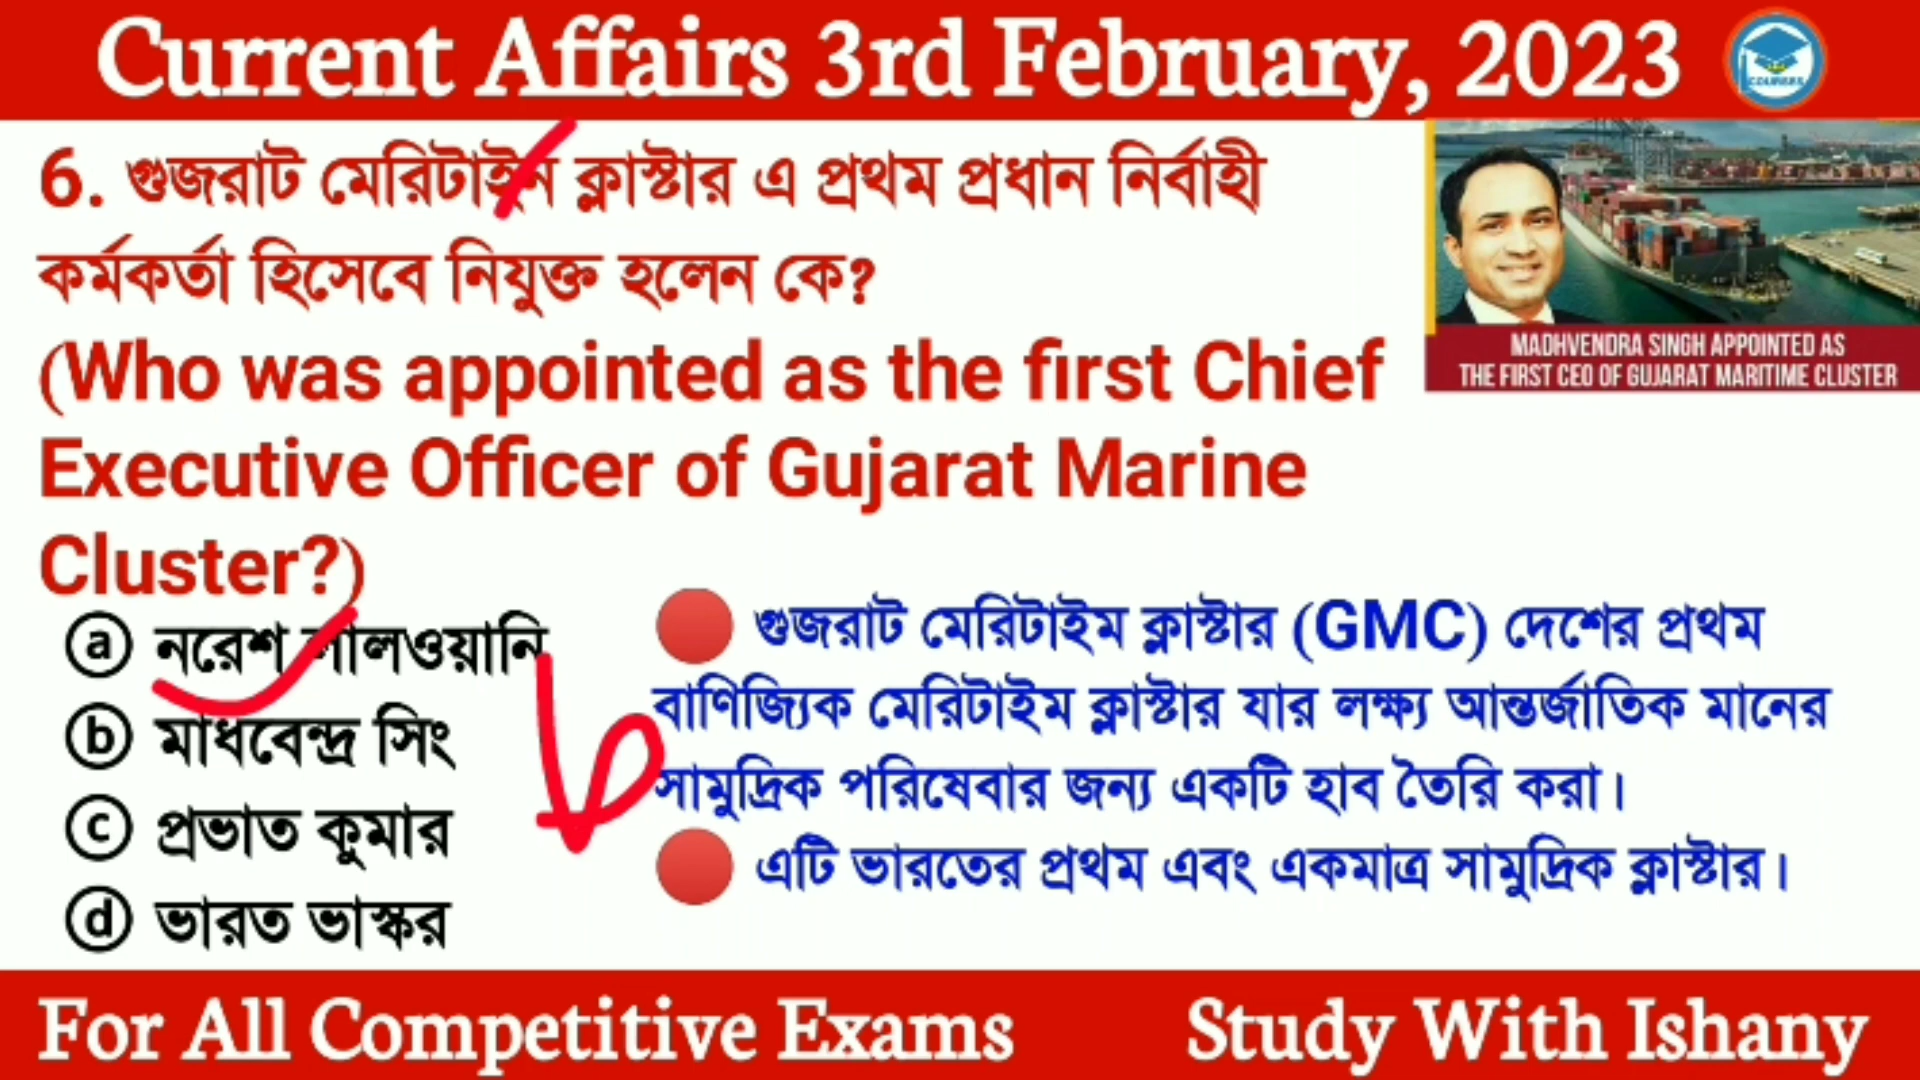 Current Affairs 3rd February, 2023
COURSES
6. গুজরাট মেরিটাইন ক্লাস্টার এ প্রথম প্রধান নির্বাহী
কর্মকর্তা হিসেবে নিযুক্ত হলেন কে?
(Who was appointed as the first Chief
Executive Officer of Gujarat Marine
Cluster?)
MADHVENDRA SINGH APPOINTED AS
THE FIRST CEO OF GUJARAT MARITIME CLUSTER
ⓐ নরেশ লালওয়ানি
ⓑ মাধবেন্দ্র সিং
ⓒ প্রভাত কুমার
ⓓ ভারত ভাস্কর
🔴 গুজরাট মেরিটাইম ক্লাস্টার (GMC) দেশের প্রথম
বাণিজ্যিক মেরিটাইম ক্লাস্টার যার লক্ষ্য আন্তর্জাতিক মানের
সামুদ্রিক পরিষেবার জন্য একটি হাব তৈরি করা।
🔴 এটি ভারতের প্রথম এবং একমাত্র সামুদ্রিক ক্লাস্টার।
For All Competitive Exams
Study With Ishany